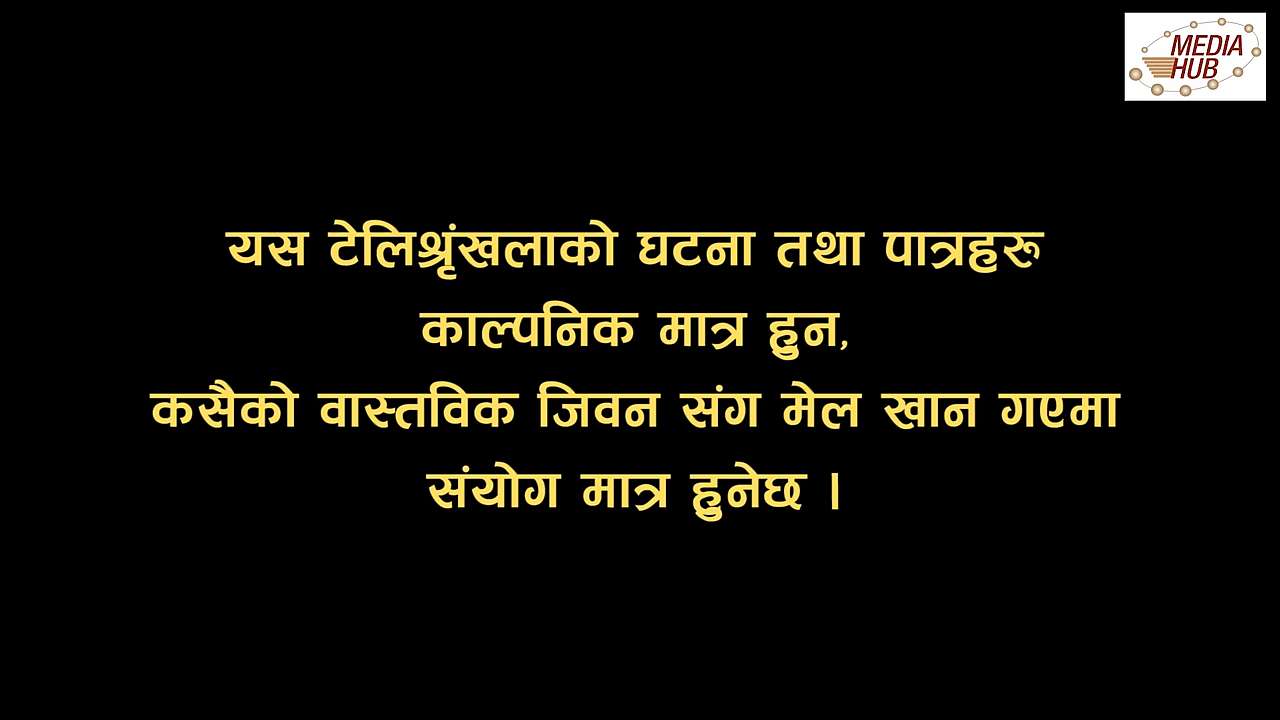 MEDIA
HUB
यस टेलिश्रृंखलाको घटना तथा पात्रहरू
काल्पनिक मात्र हुन,
कसैको वास्तविक जिवन संग मेल खान गएमा
संयोग मात्र हुनेछ ।